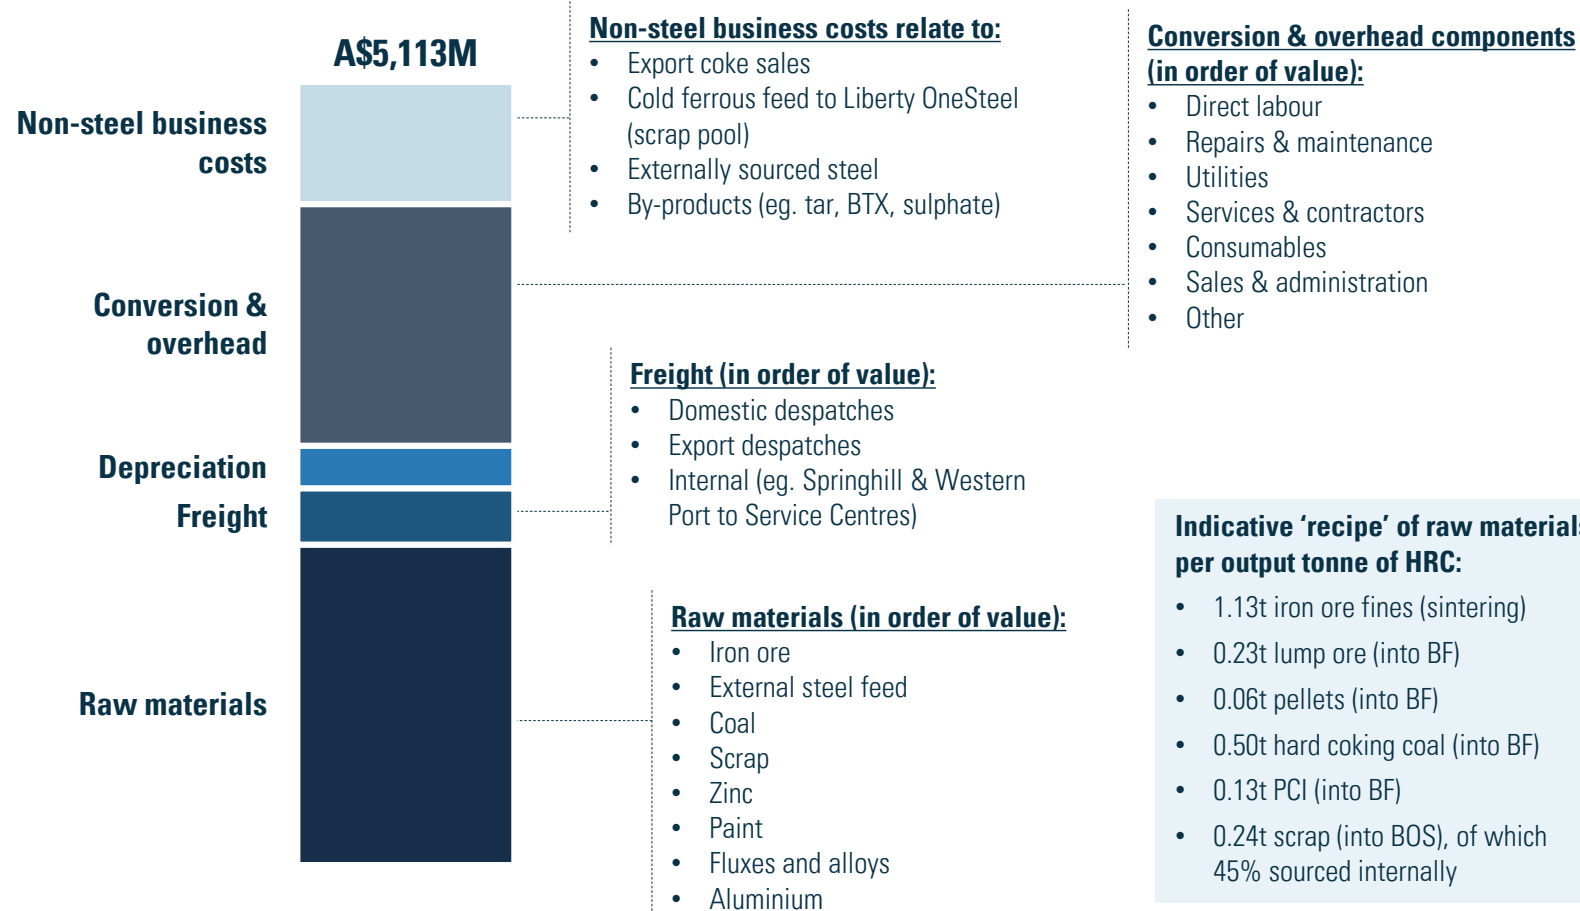 A$5,113M
Non-steel business
costs
Conversion &
overhead
Depreciation
Freight
Raw materials
Non-steel business costs relate to:
• Export coke sales
• Cold ferrous feed to Liberty OneSteel
(scrap pool)
• Externally sourced steel
• By-products (eg. tar, BTX, sulphate)
Conversion & overhead components
(in order of value):
• Direct labour
• Repairs & maintenance
• Utilities
• Services & contractors
• Consumables
• Sales & administration
• Other
Freight (in order of value):
• Domestic despatches
• Export despatches
• Internal (eg. Springhill & Western
Port to Service Centres)
Raw materials (in order of value):
• Iron ore
• External steel feed
• Coal
• Scrap
• Zinc
• Paint
• Fluxes and alloys
• Aluminium
Indicative ‘recipe’ of raw materials
per output tonne of HRC:
• 1.13t iron ore fines (sintering)
• 0.23t lump ore (into BF)
• 0.06t pellets (into BF)
• 0.50t hard coking coal (into BF)
• 0.13t PCI (into BF)
• 0.24t scrap (into BOS), of which
45% sourced internally